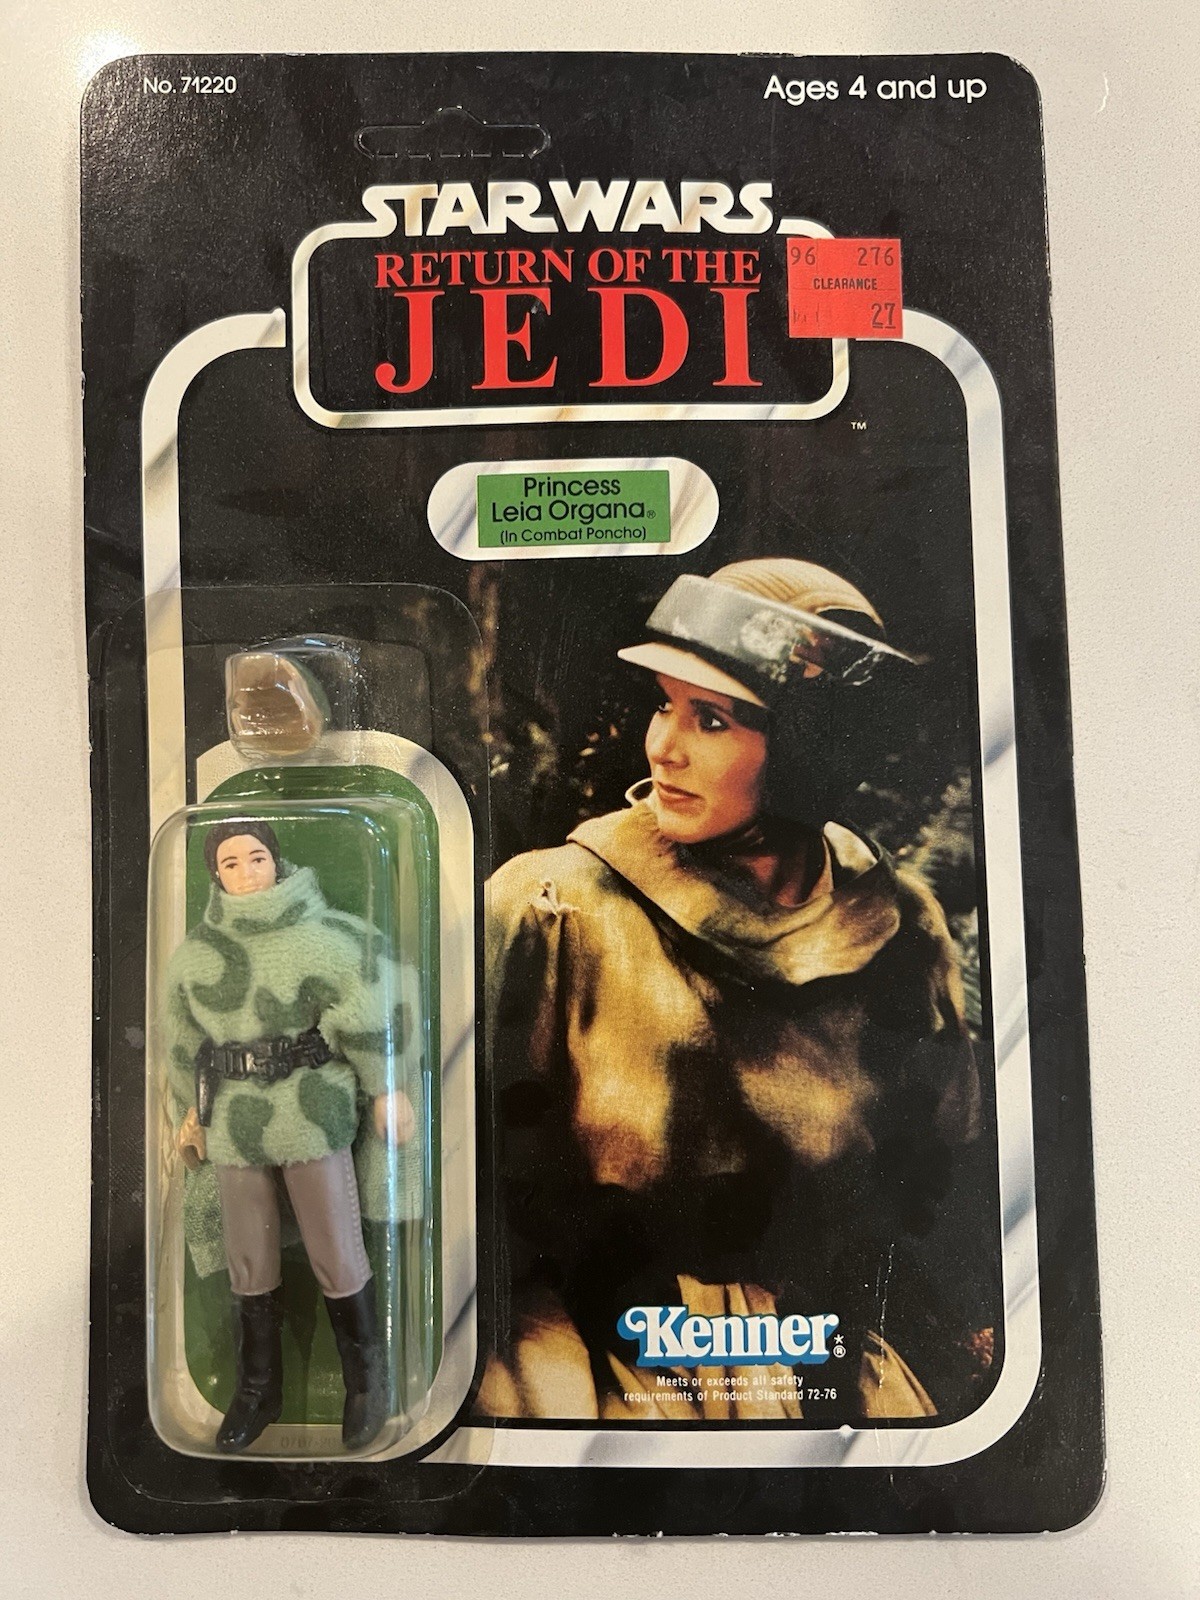 No. 71220
Ages 4 and up
STAR WARS
RETURN OF THE
JEDI
96 276
CLEARANCE
27
TM
Princess
Leia Organa®
(In Combat Poncho)
Kenner*®
Meets or exceeds all safety
requirements of Product Standard 72-76